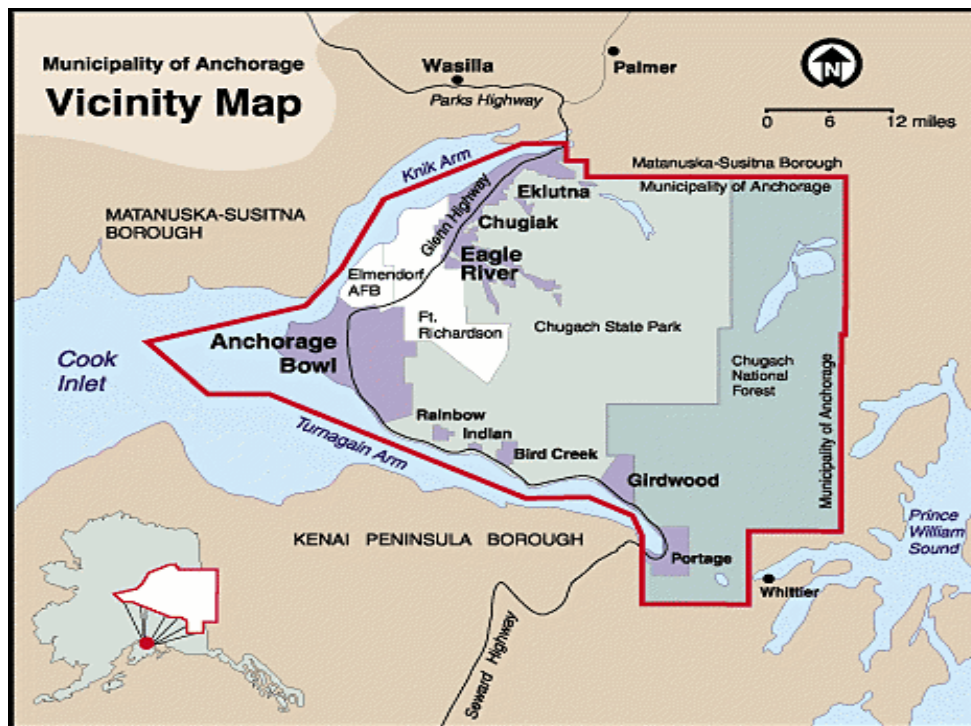 Municipality of Anchorage
Vicinity Map
Wasilla
Palmer
Parks Highway
N
0 6 12 miles
Knik Arm
Matanuska-Susitna Borough
Municipality of Anchorage
MATANUSKA-SUSITNA
BOROUGH
Glenn Highway
Eklutna
Chugiak
Eagle
River
Elmendorf
AFB
Ft.
Richardson
Chugach State Park
Anchorage
Bowl
Cook
Inlet
Chugsch
National
Forest
Municipality of Anchorage
Rainbow
Indian
Bird Creek
Turnagain Arm
Girdwood
Prince
William
Sound
KENAI PENINSULA BOROUGH
Portage
Whittier
Seward Highway